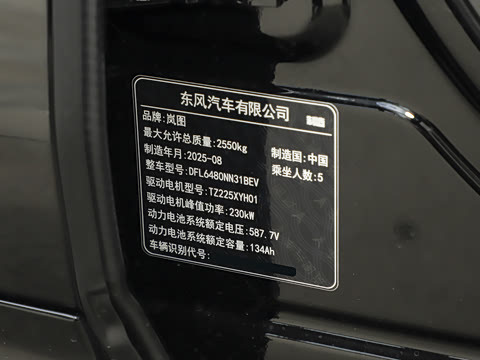 东风汽车有限公司
品牌:岚图
最大允许总质量:2550kg 制造国:中国
制造年月:2025-08 乘坐人数:5
整车型号:DFL6480NN31BEV
驱动电机型号:TZ225XYH01
驱动电机峰值功率:230kW
动力电池系统额定电压:587.7V
动力电池系统额定容量:134Ah
车辆识别代号: